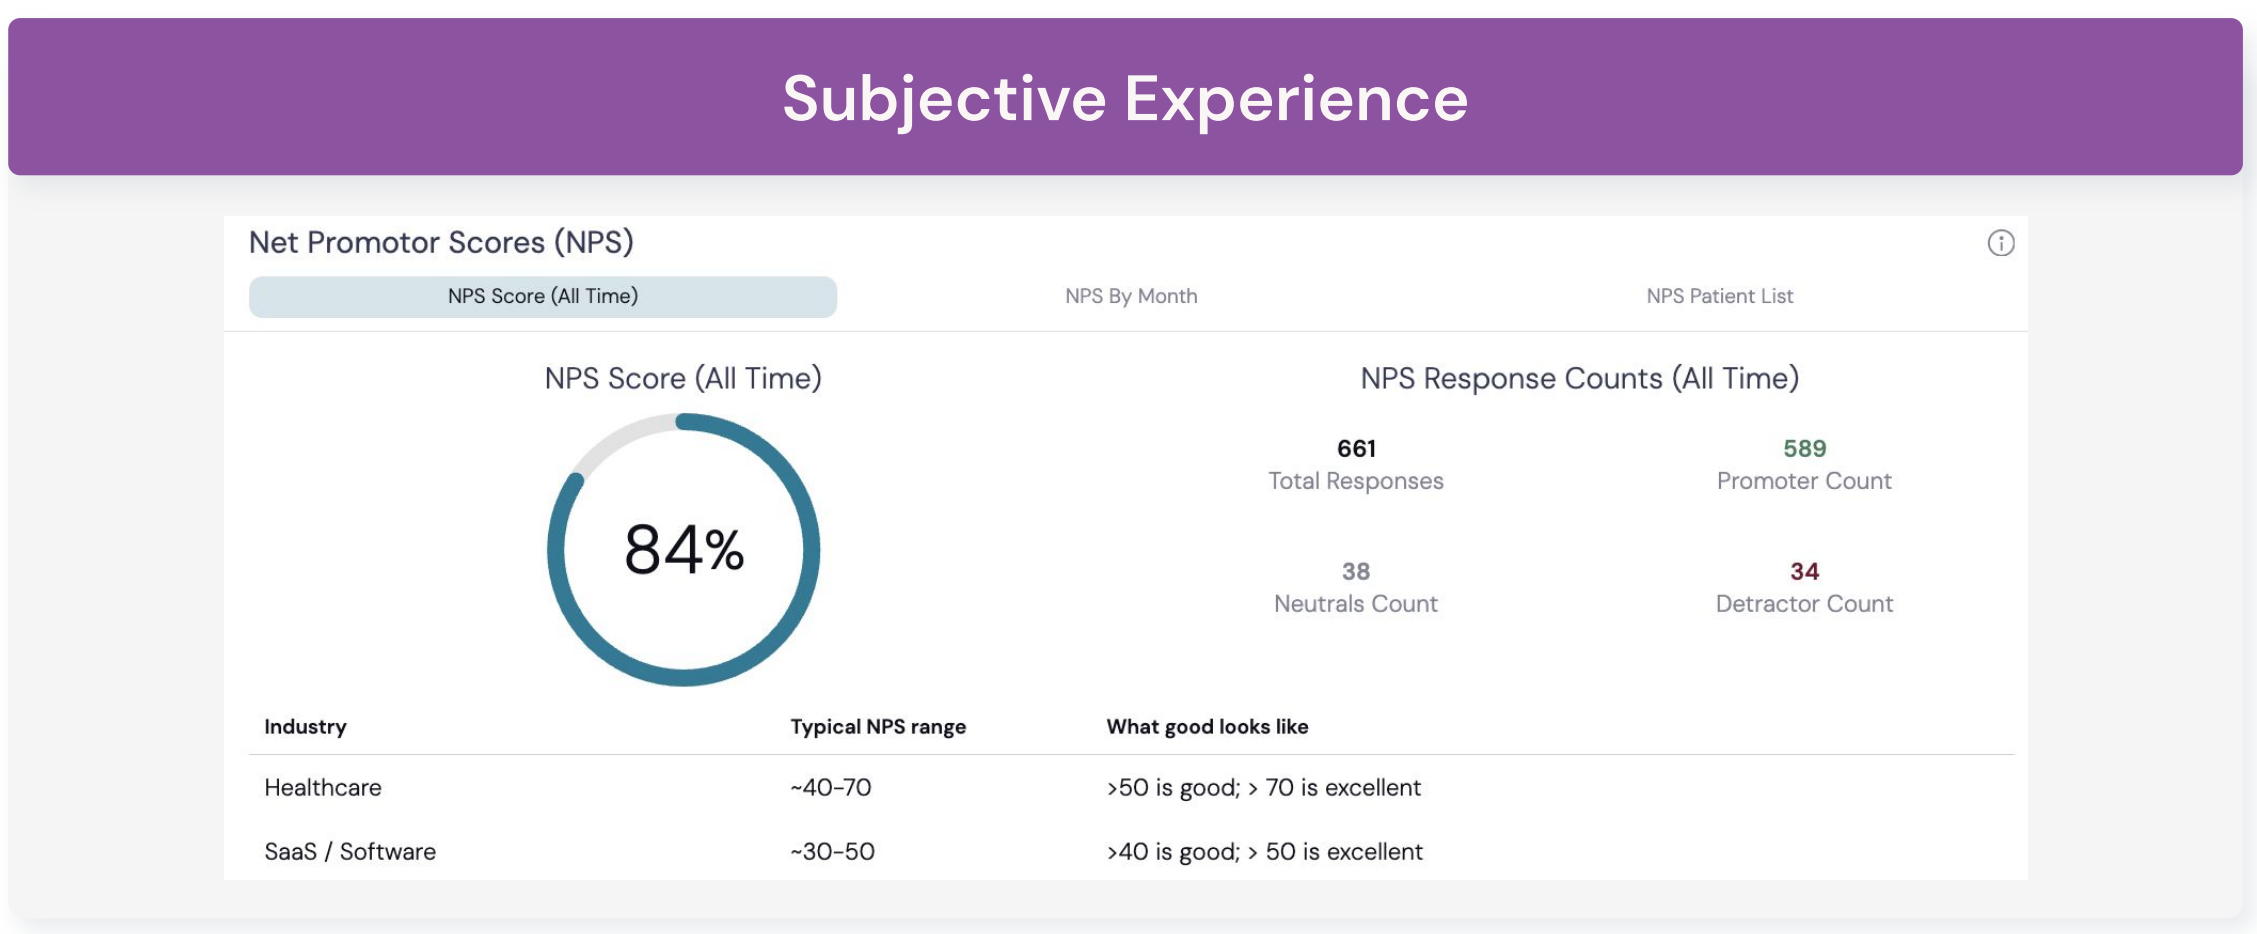 Subjective Experience
Net Promotor Scores (NPS)
NPS Score (All Time)
NPS By Month
NPS Patient List
NPS Score (All Time)
84%
NPS Response Counts (All Time)
661
Total Responses
589
Promoter Count
38
Neutrals Count
34
Detractor Count
Industry Typical NPS range What good looks like
Healthcare ~40-70 >50 is good; > 70 is excellent
SaaS / Software ~30-50 >40 is good; > 50 is excellent